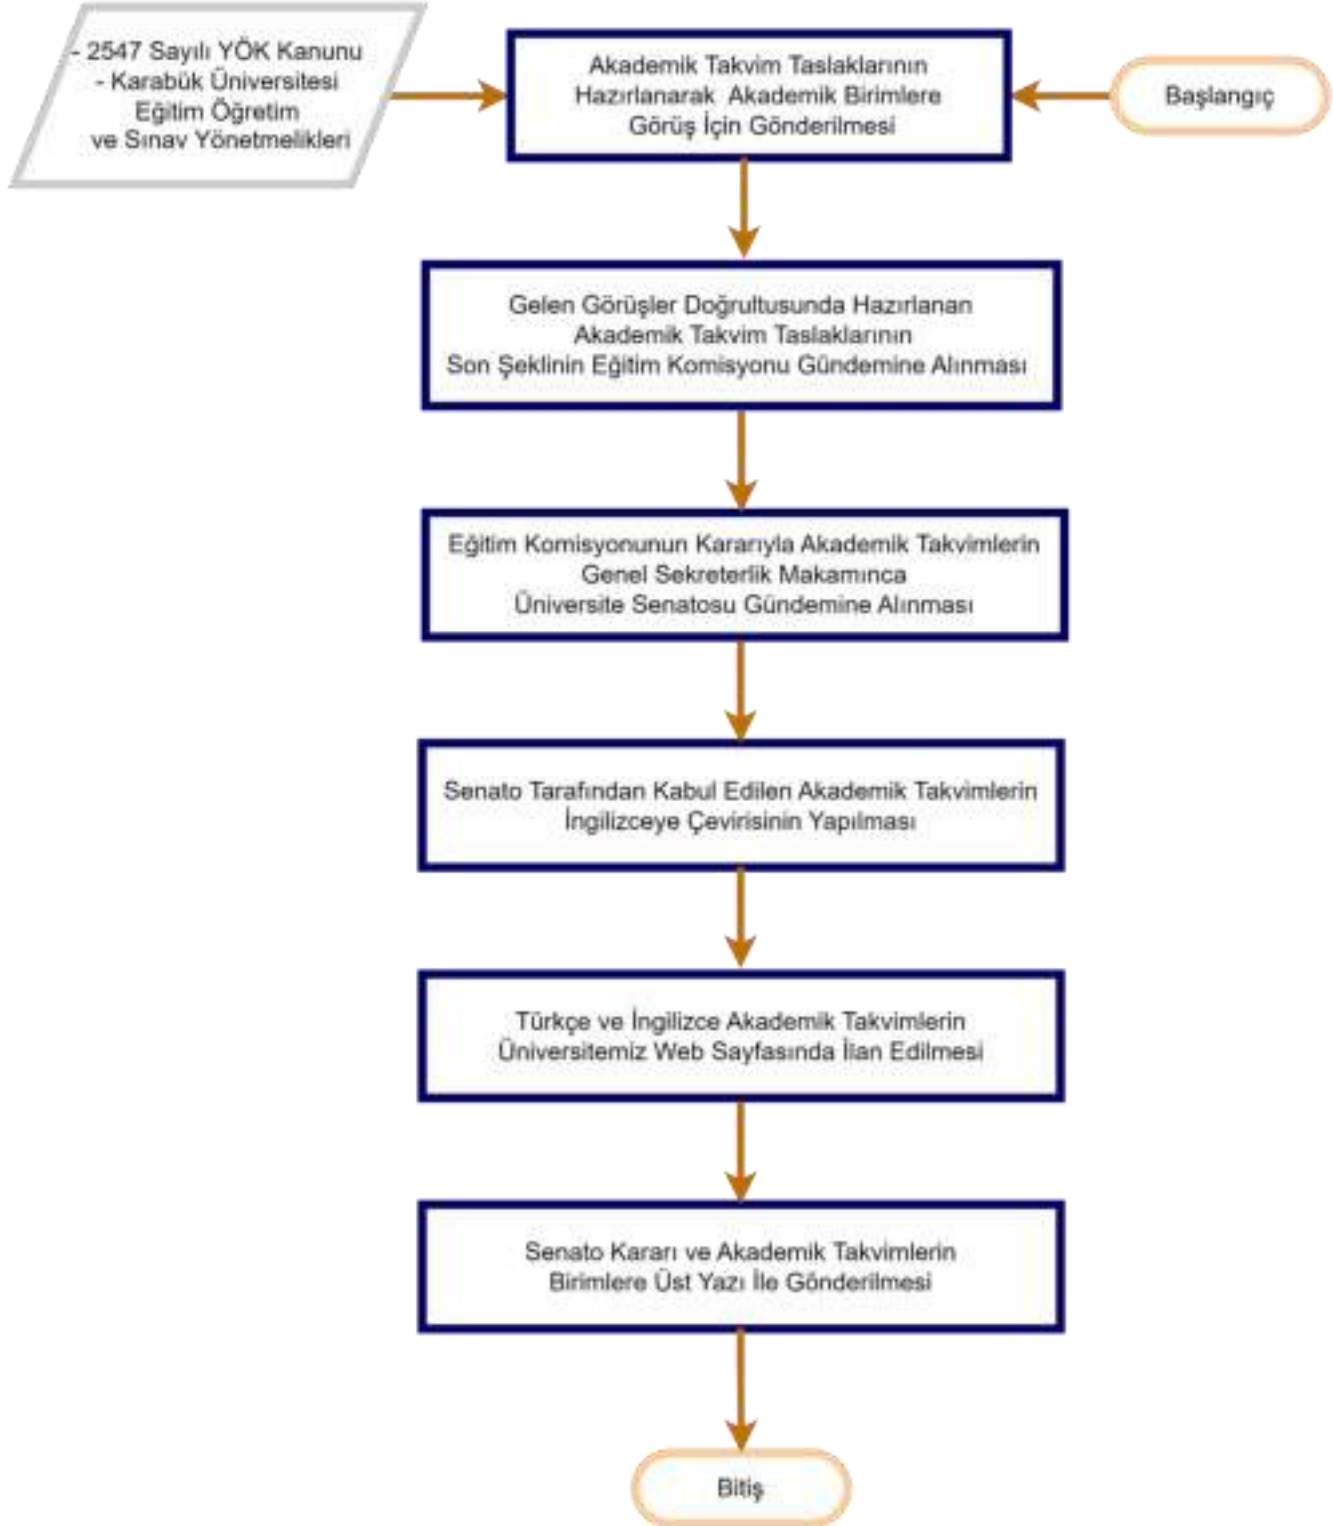 - 2547 Sayılı YÖK Kanunu
- Karabük Üniversitesi
Eğitim Öğretim
ve Sınav Yönetmelikleri
Akademik Takvim Taslaklarının
Hazırlanarak Akademik Birimlere
Görüş İçin Gönderilmesi
Başlangıç
Gelen Görüşler Doğrultusunda Hazırlanan
Akademik Takvim Taslaklarının
Son Şeklinin Eğitim Komisyonu Gündemine Alınması
Eğitim Komisyonunun Kararıyla Akademik Takvimlerin
Genel Sekreterlik Makamınca
Üniversite Senatosu Gündemine Alınması
Senato Tarafından Kabul Edilen Akademik Takvimlerin
İngilizceye Çevirisinin Yapılması
Türkçe ve İngilizce Akademik Takvimlerin
Üniversitemiz Web Sayfasında İlan Edilmesi
Senato Kararı ve Akademik Takvimlerin
Birimlere Üst Yazı İle Gönderilmesi
Bitiş